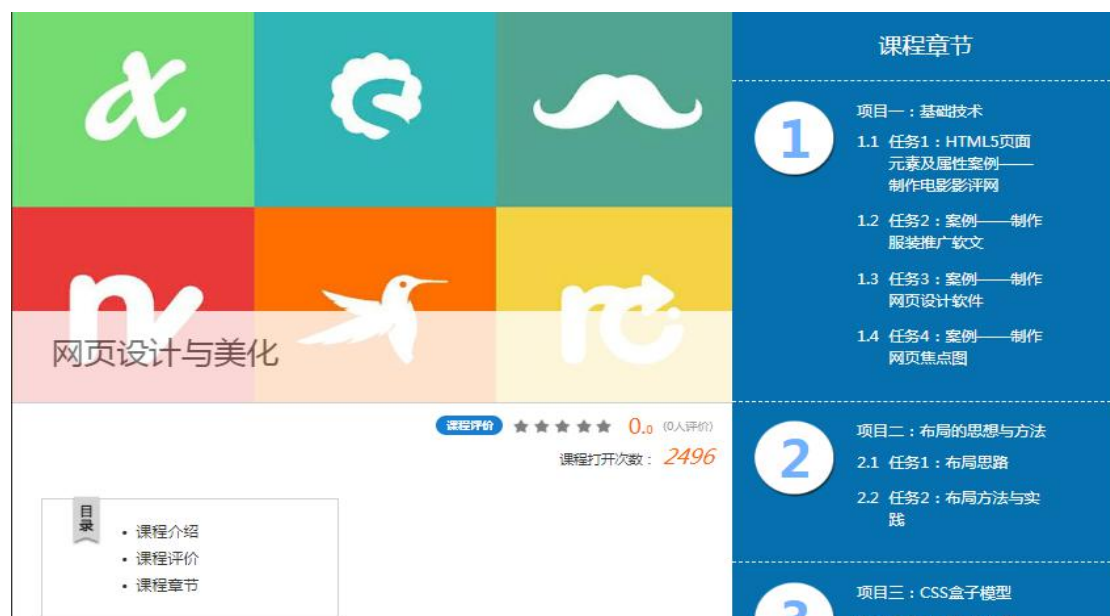 网页设计与美化
课程评价 0.0 (0人评价)
课程打开次数： 2496
目录
• 课程介绍
• 课程评价
• 课程章节
课程章节
1
项目一：基础技术
1.1 任务1：HTML5页面
元素及属性案例——
制作电影影评网
1.2 任务2：案例——制作
服装推广软文
1.3 任务3：案例——制作
网页设计软件
1.4 任务4：案例——制作
网页焦点图
2
项目二：布局的思想与方法
2.1 任务1：布局思路
2.2 任务2：布局方法与实
践
3
项目三：CSS盒子模型